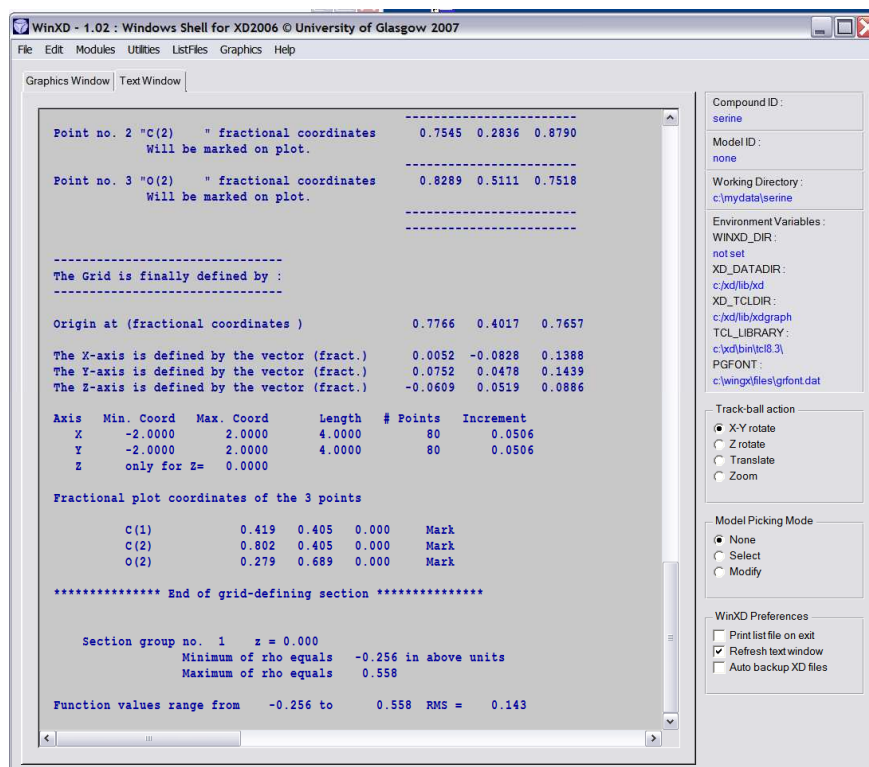 WinXD - 1.02 : Windows Shell for XD2006 © University of Glasgow 2007
File Edit Modules Utilities ListFiles Graphics Help
Graphics Window Text Window
------------------------
Point no. 2 "C(2) " fractional coordinates 0.7545 0.2836 0.8790
Will be marked on plot.
------------------------
Point no. 3 "O(2) " fractional coordinates 0.8289 0.5111 0.7518
Will be marked on plot.
------------------------
------------------------
--------------------------------
The Grid is finally defined by :
--------------------------------
Origin at (fractional coordinates ) 0.7766 0.4017 0.7657
The X-axis is defined by the vector (fract.) 0.0052 -0.0828 0.1388
The Y-axis is defined by the vector (fract.) 0.0752 0.0478 0.1439
The Z-axis is defined by the vector (fract.) -0.0609 0.0519 0.0886
Axis Min. Coord Max. Coord Length # Points Increment
X -2.0000 2.0000 4.0000 80 0.0506
Y -2.0000 2.0000 4.0000 80 0.0506
Z only for Z= 0.0000
Fractional plot coordinates of the 3 points
C(1) 0.419 0.405 0.000 Mark
C(2) 0.802 0.405 0.000 Mark
O(2) 0.279 0.689 0.000 Mark
*************** End of grid-defining section ***************
Section group no. 1 z = 0.000
Minimum of rho equals -0.256 in above units
Maximum of rho equals 0.558
Function values range from -0.256 to 0.558 RMS = 0.143
Compound ID :
serine
Model ID :
none
Working Directory :
c:\mydata\serine
Environment Variables :
WINXD_DIR :
not set
XD_DATADIR :
c:/xd/lib/xd
XD_TCLDIR :
c:/xd/lib/xdgraph
TCL_LIBRARY :
c:\xd\bin\tcl8.3\
PGFONT :
c:\wingx\files\grfont.dat
Track-ball action
X-Y rotate
Z rotate
Translate
Zoom
Model Picking Mode
None
Select
Modify
WinXD Preferences
Print list file on exit
Refresh text window
Auto backup XD files